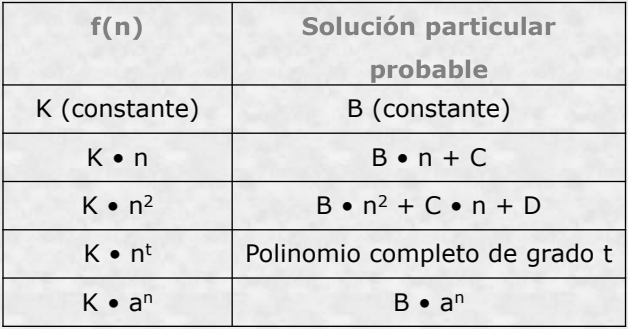 f(n) Solución particular
probable
K (constante) B (constante)
K • n B • n + C
K • n² B • n² + C • n + D
K • nᵗ Polinomio completo de grado t
K • aⁿ B • aⁿ